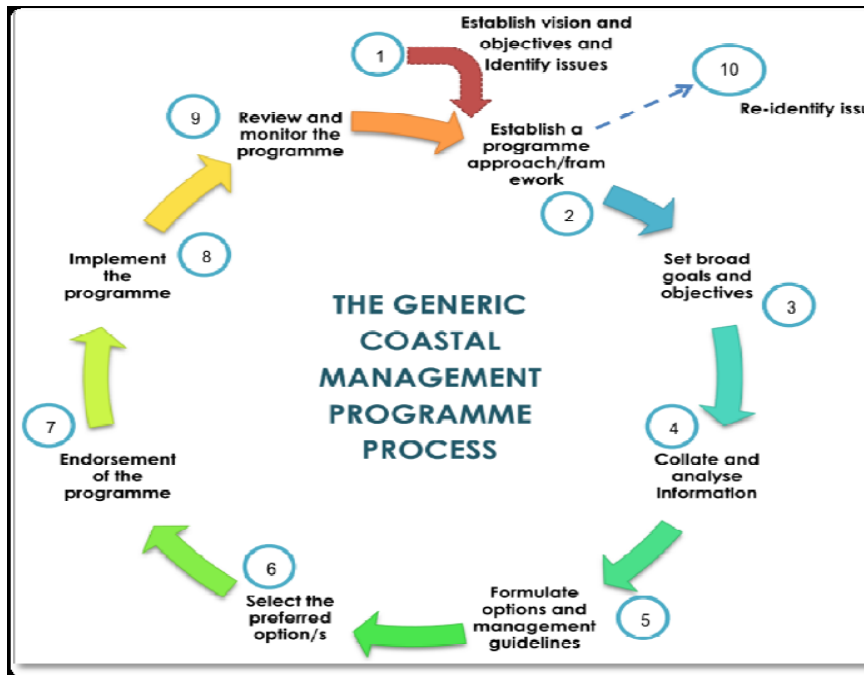 1
Establish vision and
objectives and
Identify issues
10
Re-identify issu
9
Review and
monitor the
programme
Establish a
programme
approach/fram
ework
2
8
Implement
the
programme
Set broad
goals and
objectives
3
THE GENERIC
COASTAL
MANAGEMENT
PROGRAMME
PROCESS
7
Endorsement
of the
programme
4
Collate and
analyse
Information
6
Select the
preferred
option/s
Formulate
options and
management
guidelines
5